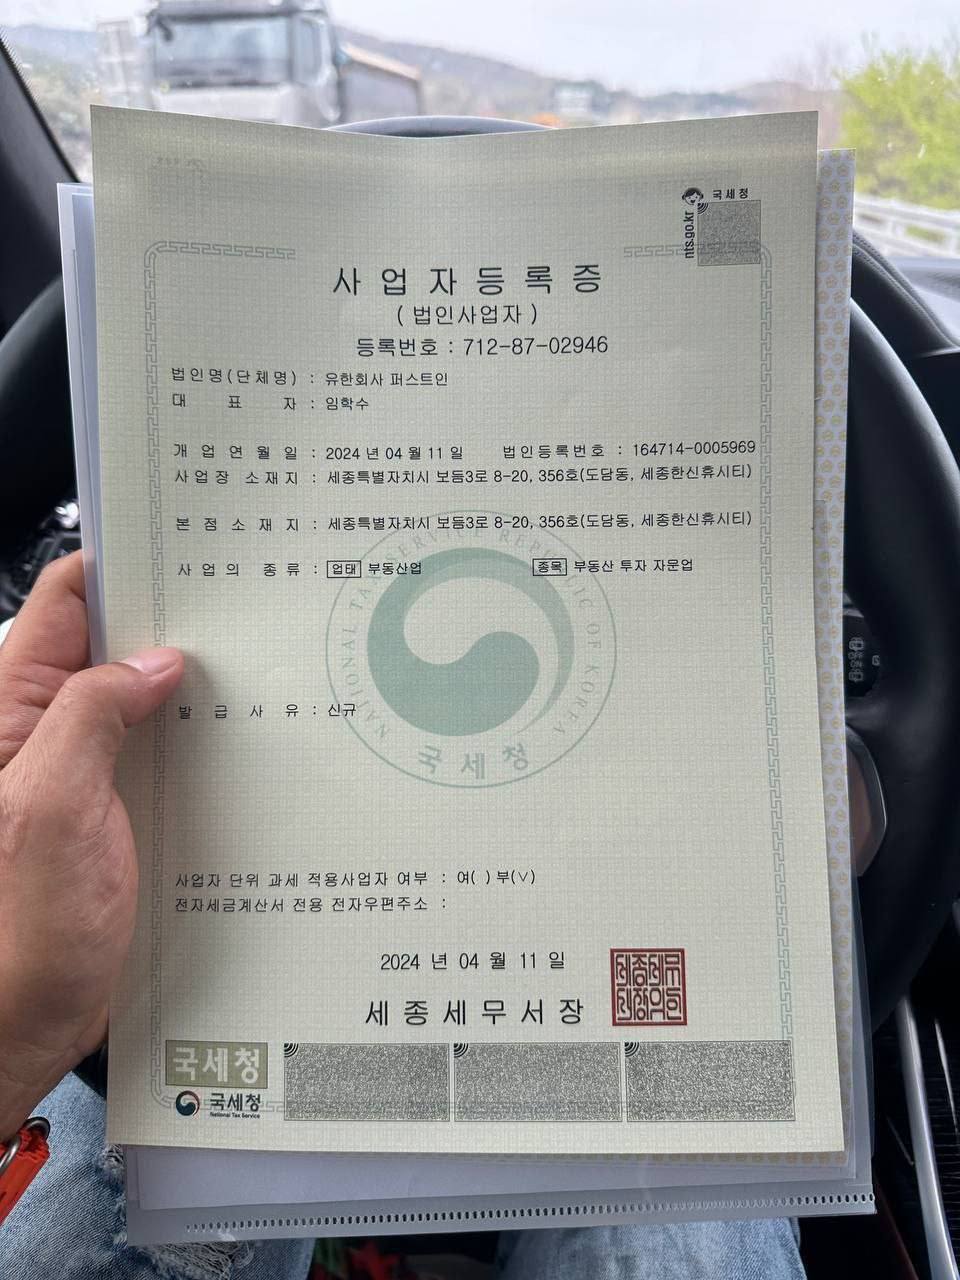 국세청
nts.go.kr
사업자등록증
(법인사업자)
등록번호 : 712-87-02946
법인명(단체명) : 유한회사 퍼스트인
대표자 : 임학수
개업연월일 : 2024 년 04 월 11 일 법인등록번호 : 164714-0005969
사업장 소재지 : 세종특별자치시 보듬3로 8-20, 356호(도담동, 세종한신휴시티)
본점소재지 : 세종특별자치시 보듬3로 8-20, 356호(도담동, 세종한신휴시티)
사업의 종류 : 업태 부동산업 종목 부동산 투자 자문업
NATIONAL TAX SERVICE REPUBLIC OF KOREA
국세청
발급사유 : 신규
사업자 단위 과세 적용사업자 여부 : 여( ) 부(∨)
전자세금계산서 전용 전자우편주소 :
2024 년 04 월 11 일
세종세무서장
국세청
국세청
National Tax Service